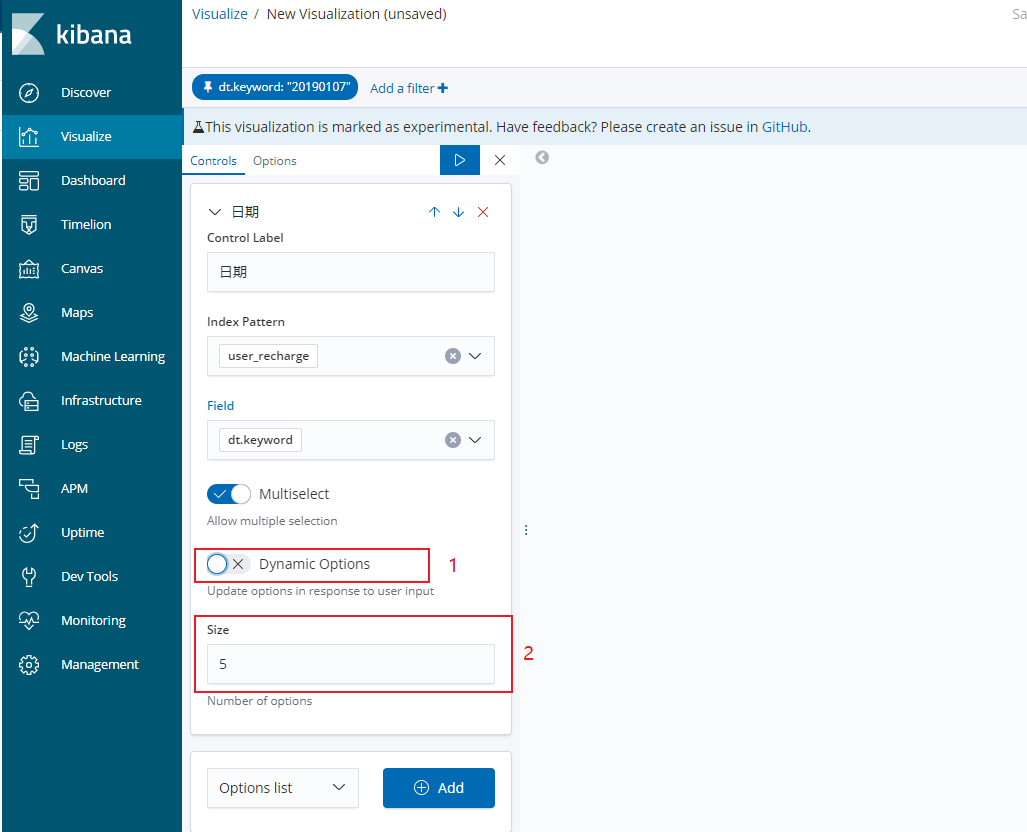 kibana
Discover
Visualize
Dashboard
Timelion
Canvas
Maps
Machine Learning
Infrastructure
Logs
APM
Uptime
Dev Tools
Monitoring
Management
Visualize / New Visualization (unsaved)
Sa
dt.keyword: "20190107" Add a filter
This visualization is marked as experimental. Have feedback? Please create an issue in GitHub.
Controls Options
日期
Control Label
日期
Index Pattern
user_recharge
Field
dt.keyword
Multiselect
Allow multiple selection
Dynamic Options 1
Update options in response to user input
Size
5
2
Number of options
Options list Add